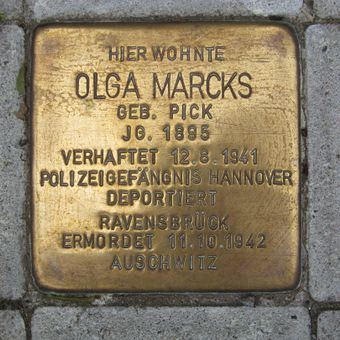 HIER WOHNTE
OLGA MARCKS
GEB. PICK
JG. 1895
VERHAFTET 12.8.1941
POLIZEIGEFÄNGNIS HANNOVER
DEPORTIERT
RAVENSBRÜCK
ERMORDET 11.10.1942
AUSCHWITZ